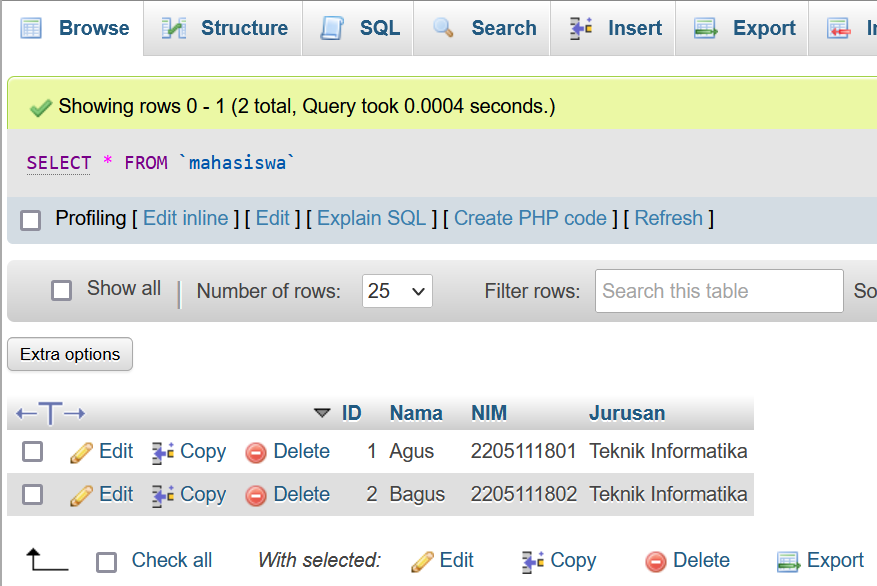 Browse Structure SQL Search Insert Export
Showing rows 0 - 1 (2 total, Query took 0.0004 seconds.)
SELECT * FROM `mahasiswa`
Profiling [ Edit inline ] [ Edit ] [ Explain SQL ] [ Create PHP code ] [ Refresh ]
Show all Number of rows: 25 Filter rows: Search this table So
Extra options
ID Nama NIM Jurusan
Edit Copy Delete 1 Agus 2205111801 Teknik Informatika
Edit Copy Delete 2 Bagus 2205111802 Teknik Informatika
Check all With selected: Edit Copy Delete Export